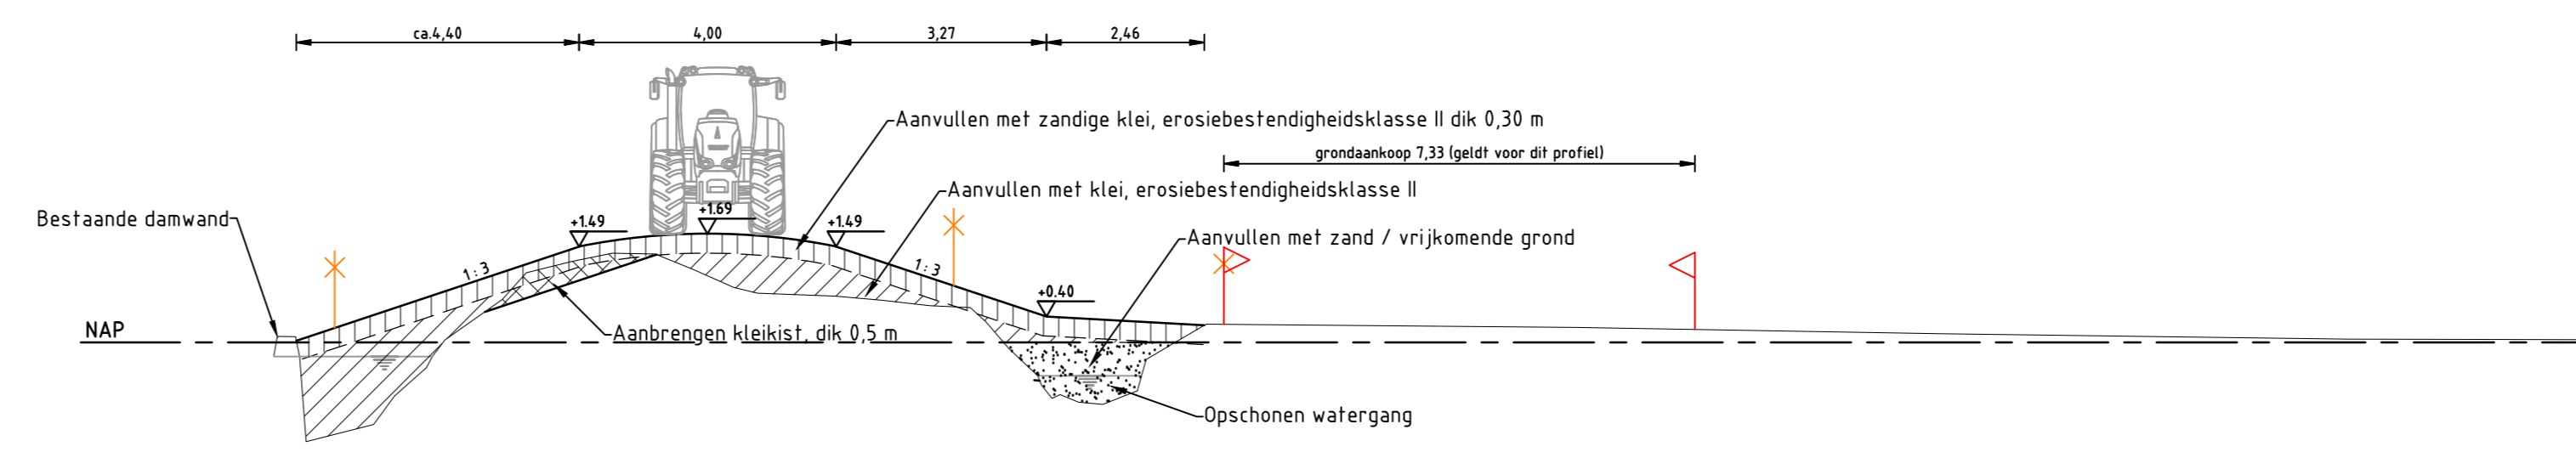 ca.4,40
4,00
3,27
2,46
Aanvullen met zandige klei, erosiebestendigheidsklasse II dik 0,30 m
grondaankoop 7,33 (geldt voor dit profiel)
Aanvullen met klei, erosiebestendigheidsklasse II
Bestaande damwand
+1.49
+1.69
+1.49
Aanvullen met zand / vrijkomende grond
1:3
1:3
+0.40
NAP
Aanbrengen kleikist, dik 0,5 m
Opschonen watergang